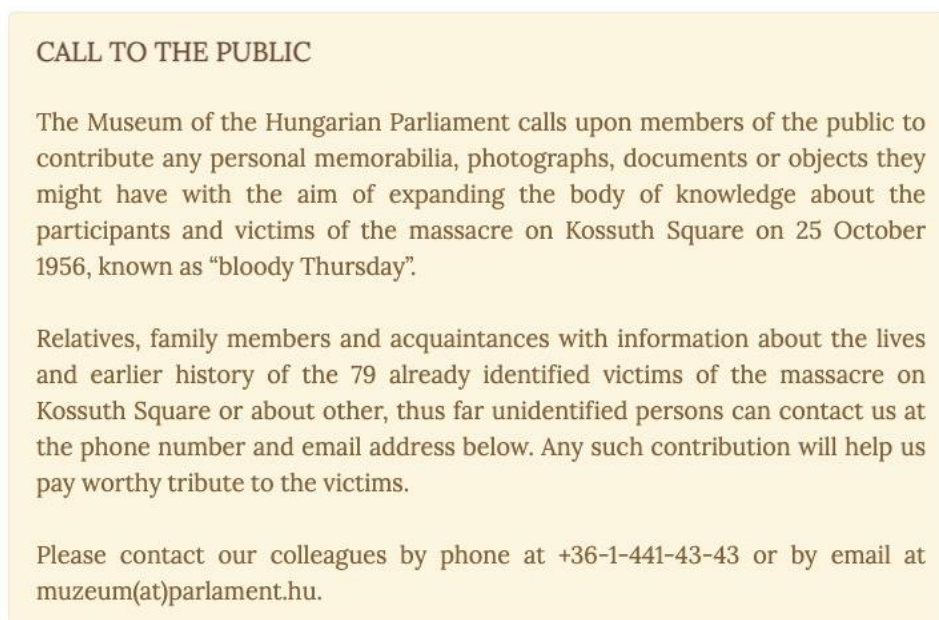 CALL TO THE PUBLIC
The Museum of the Hungarian Parliament calls upon members of the public to
contribute any personal memorabilia, photographs, documents or objects they
might have with the aim of expanding the body of knowledge about the
participants and victims of the massacre on Kossuth Square on 25 October
1956, known as “bloody Thursday”.
Relatives, family members and acquaintances with information about the lives
and earlier history of the 79 already identified victims of the massacre on
Kossuth Square or about other, thus far unidentified persons can contact us at
the phone number and email address below. Any such contribution will help us
pay worthy tribute to the victims.
Please contact our colleagues by phone at +36-1-441-43-43 or by email at
muzeum(at)parlament.hu.